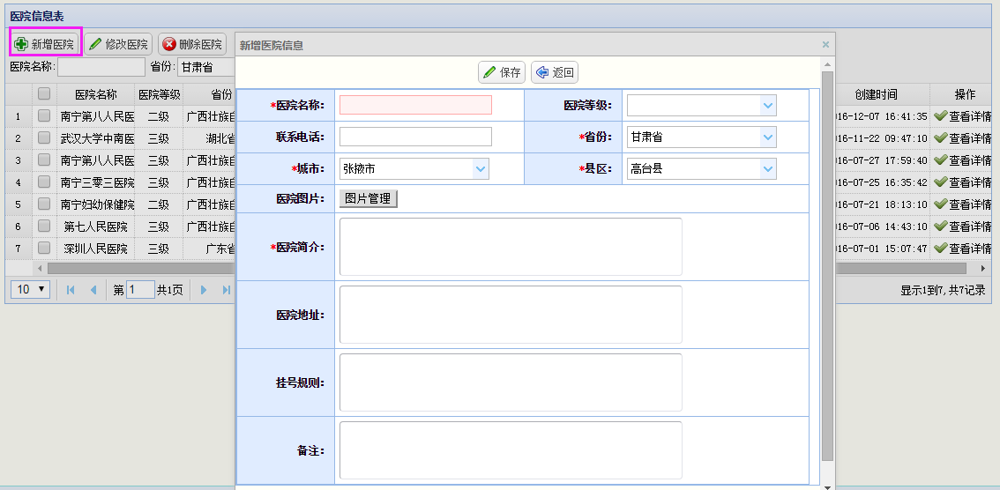 医院信息表
新增医院 修改医院 删除医院
医院名称: 省份: 甘肃省
医院名称 医院等级 省份 创建时间 操作
1 南宁第八人民医 二级 广西壮族自 16-12-07 16:41:35 查看详情
2 武汉大学中南医 三级 湖北省 016-11-22 09:47:10 查看详情
3 南宁第八人民医 三级 广西壮族自 016-07-27 17:59:40 查看详情
4 南宁三零三医院 三级 广西壮族自 016-07-25 16:35:42 查看详情
5 南宁妇幼保健院 二级 广西壮族自 016-07-21 18:13:10 查看详情
6 第七人民医院 三级 广西壮族自 016-07-06 14:43:10 查看详情
7 深圳人民医院 三级 广东省 016-07-01 15:07:47 查看详情
10 第 1 共1页 显示1到7,共7记录
新增医院信息
保存 返回
*医院名称: 医院等级:
联系电话: *省份: 甘肃省
*城市: 张掖市 *县区: 高台县
医院图片: 图片管理
*医院简介:
医院地址:
挂号规则:
备注: